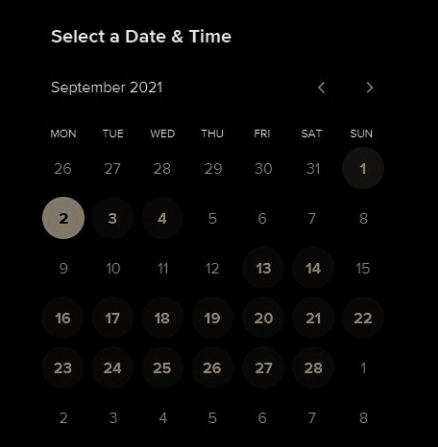 Select a Date & Time
September 2021
MON TUE WED THU FRI SAT SUN
26 27 28 29 30 31 1
2 3 4 5 6 7 8
9 10 11 12 13 14 15
16 17 18 19 20 21 22
23 24 25 26 27 28 1
2 3 4 5 6 7 8